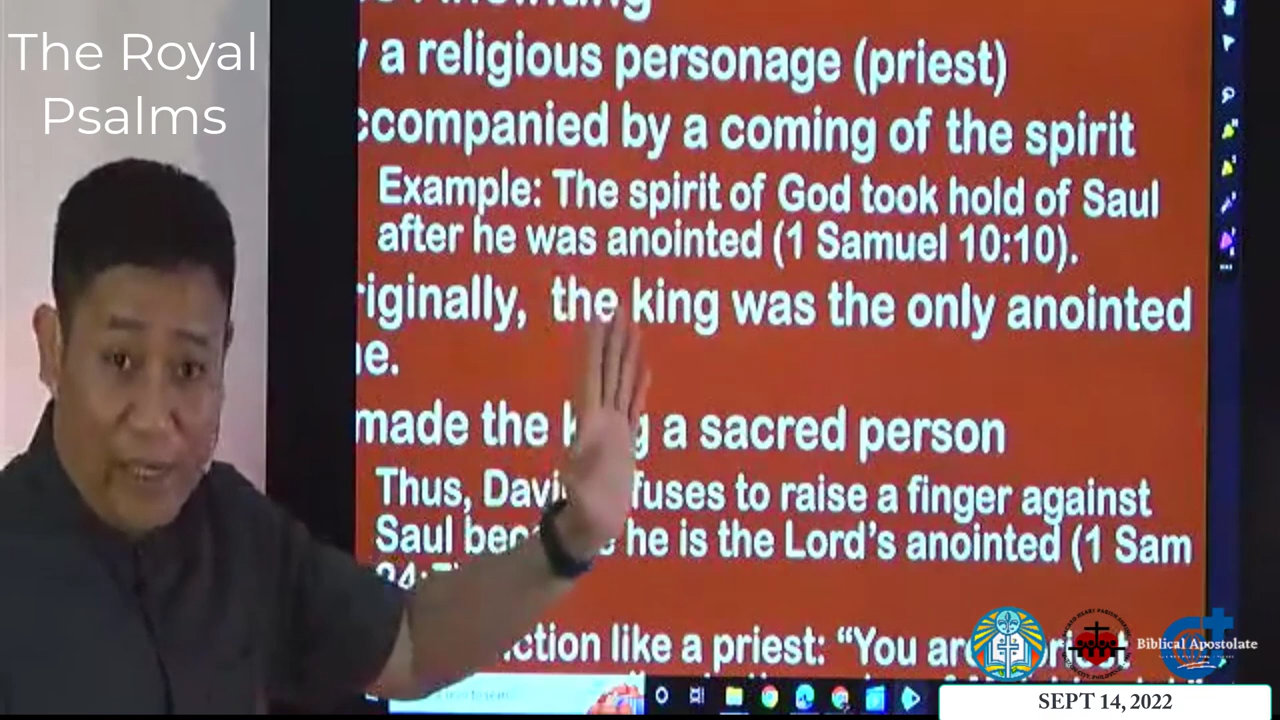 The Royal
Psalms
Anointing
a religious personage (priest)
ccompanied by a coming of the spirit
Example: The spirit of God took hold of Saul
after he was anointed (1 Samuel 10:10).
riginally, the king was the only anointed
ne.
made the a sacred person
Thus, fuses to raise a finger against
Saul he is the Lord's anointed (1 Sam
ction like a priest: "You are
Biblical Apostolate
SEPT 14, 2022